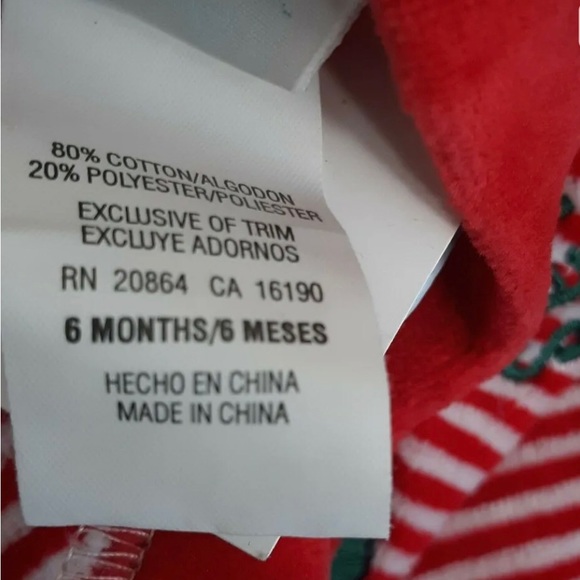 80% COTTON/ALGODON
20% POLYESTER/POLIESTER
EXCLUSIVE OF TRIM
EXCLUYE ADORNOS
RN 20864 CA 16190
6 MONTHS/6 MESES
HECHO EN CHINA
MADE IN CHINA